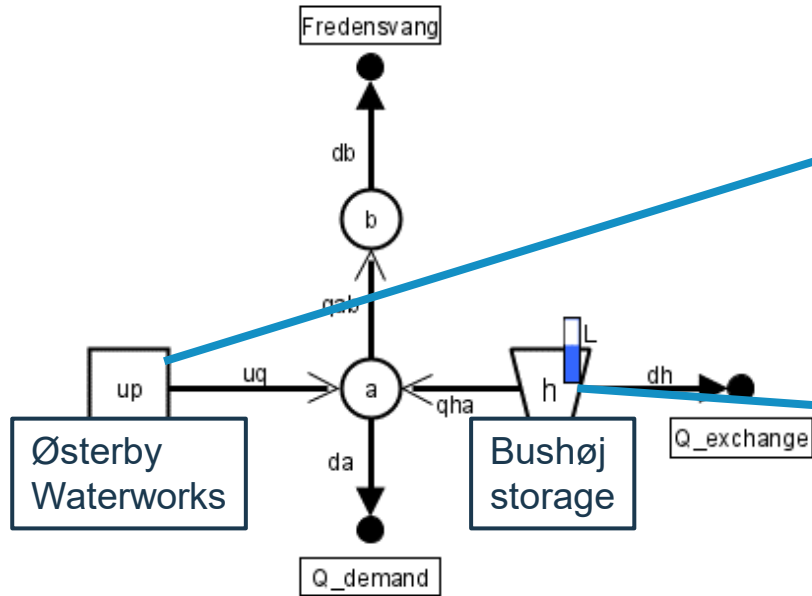 Fredensvang
db
b
qab
L
up
uq
a
qha
h
dh
Østerby
Waterworks
da
Bushøj
storage
Q_exchange
Q_demand